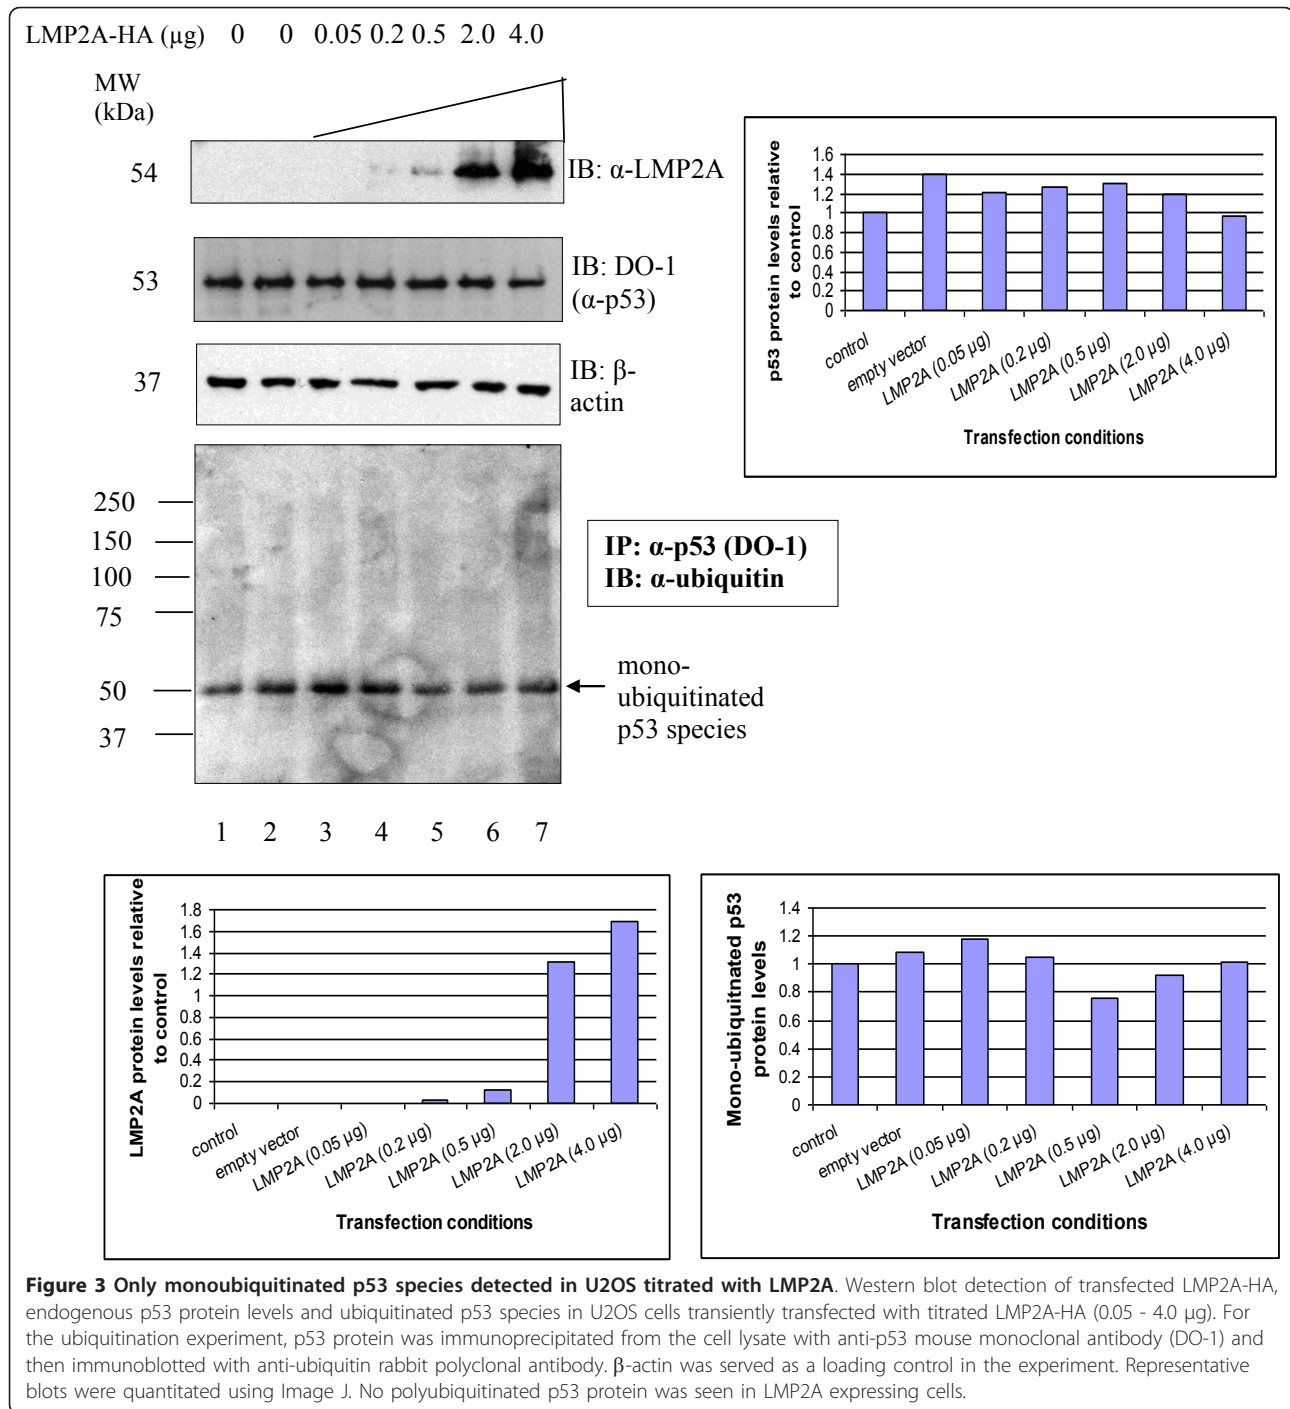 LMP2A-HA (µg) 0 0 0.05 0.2 0.5 2.0 4.0
MW
(kDa)
54
IB: α-LMP2A
53
IB: DO-1
(α-p53)
37
IB: β-
actin
250
150
100
75
50
37
IP: α-p53 (DO-1)
IB: α-ubiquitin
mono-
ubiquitinated
p53 species
1 2 3 4 5 6 7
p53 protein levels relative
to control
1.6
1.4
1.2
1
0.8
0.6
0.4
0.2
0
control
empty vector
LMP2A (0.05 µg)
LMP2A (0.2 µg)
LMP2A (0.5 µg)
LMP2A (2.0 µg)
LMP2A (4.0 µg)
Transfection conditions
LMP2A protein levels relative
to control
1.8
1.6
1.4
1.2
1
0.8
0.6
0.4
0.2
0
control
empty vector
LMP2A (0.05 µg)
LMP2A (0.2 µg)
LMP2A (0.5 µg)
LMP2A (2.0 µg)
LMP2A (4.0 µg)
Transfection conditions
Mono-ubiquitnated p53
protein levels
1.4
1.2
1
0.8
0.6
0.4
0.2
0
control
empty vector
LMP2A (0.05 µg)
LMP2A (0.2 µg)
LMP2A (0.5 µg)
LMP2A (2.0 µg)
LMP2A (4.0 µg)
Transfection conditions
Figure 3 Only monoubiquitinated p53 species detected in U2OS titrated with LMP2A. Western blot detection of transfected LMP2A-HA,
endogenous p53 protein levels and ubiquitinated p53 species in U2OS cells transiently transfected with titrated LMP2A-HA (0.05 - 4.0 µg). For
the ubiquitination experiment, p53 protein was immunoprecipitated from the cell lysate with anti-p53 mouse monoclonal antibody (DO-1) and
then immunoblotted with anti-ubiquitin rabbit polyclonal antibody. β-actin was served as a loading control in the experiment. Representative
blots were quantitated using Image J. No polyubiquitinated p53 protein was seen in LMP2A expressing cells.